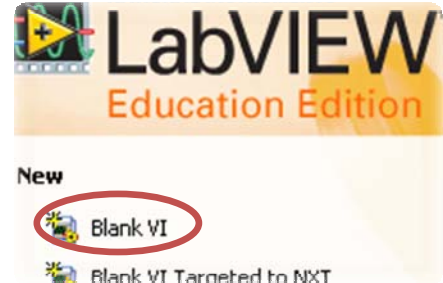 LabVIEW
Education Edition
New
Blank VI
Blank VI Targeted to NXT